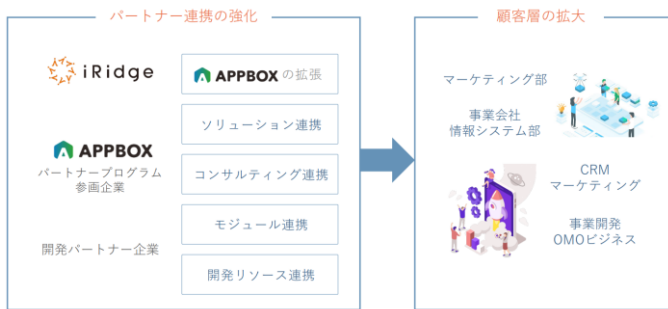 パートナー連携の強化
iRidge
APPBOX
パートナープログラム
参画企業
開発パートナー企業
APPBOX の拡張
ソリューション連携
コンサルティング連携
モジュール連携
開発リソース連携
顧客層の拡大
マーケティング部
事業会社
情報システム部
CRM
マーケティング
事業開発
OMOビジネス